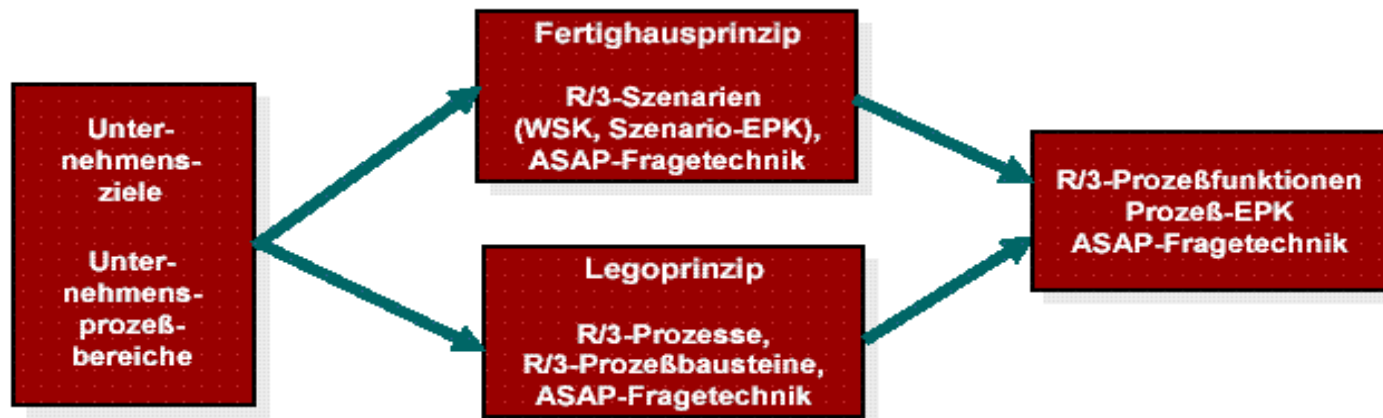 Unter-
nehmens-
ziele
Unter-
nehmens-
prozeß-
bereiche
Fertighausprinzip
R/3-Szenarien
(WSK, Szenario-EPK),
ASAP-Fragetechnik
Legoprinzip
R/3-Prozesse,
R/3-Prozeßbausteine,
ASAP-Fragetechnik
R/3-Prozeßfunktionen
Prozeß-EPK
ASAP-Fragetechnik